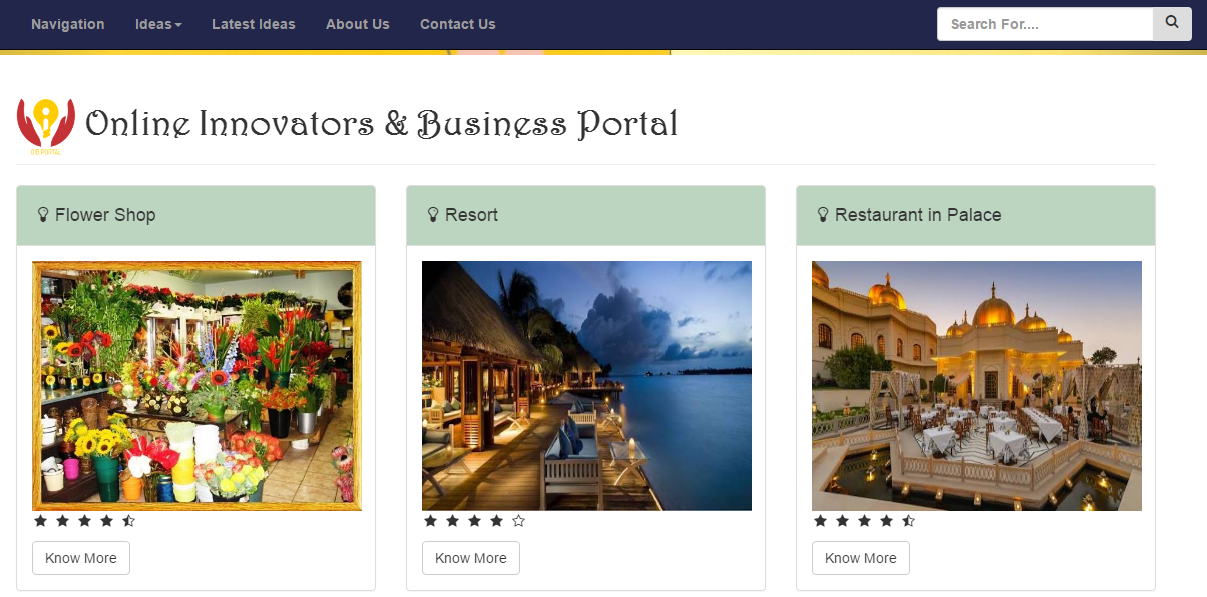 Navigation Ideas Latest Ideas About Us Contact Us Search For....
Online Innovators & Business Portal
OIB PORTAL
Flower Shop Resort Restaurant in Palace
Know More Know More Know More